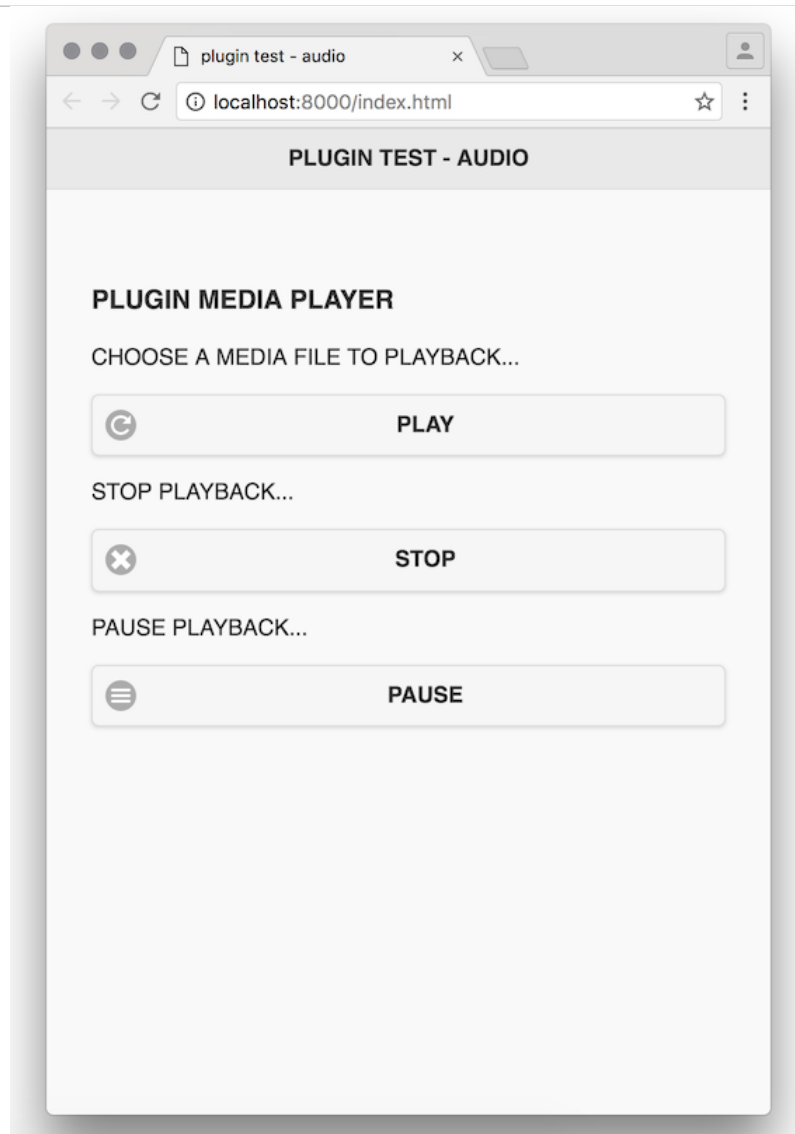 plugin test - audio
localhost:8000/index.html
PLUGIN TEST - AUDIO
PLUGIN MEDIA PLAYER
CHOOSE A MEDIA FILE TO PLAYBACK...
PLAY
STOP PLAYBACK...
STOP
PAUSE PLAYBACK...
PAUSE